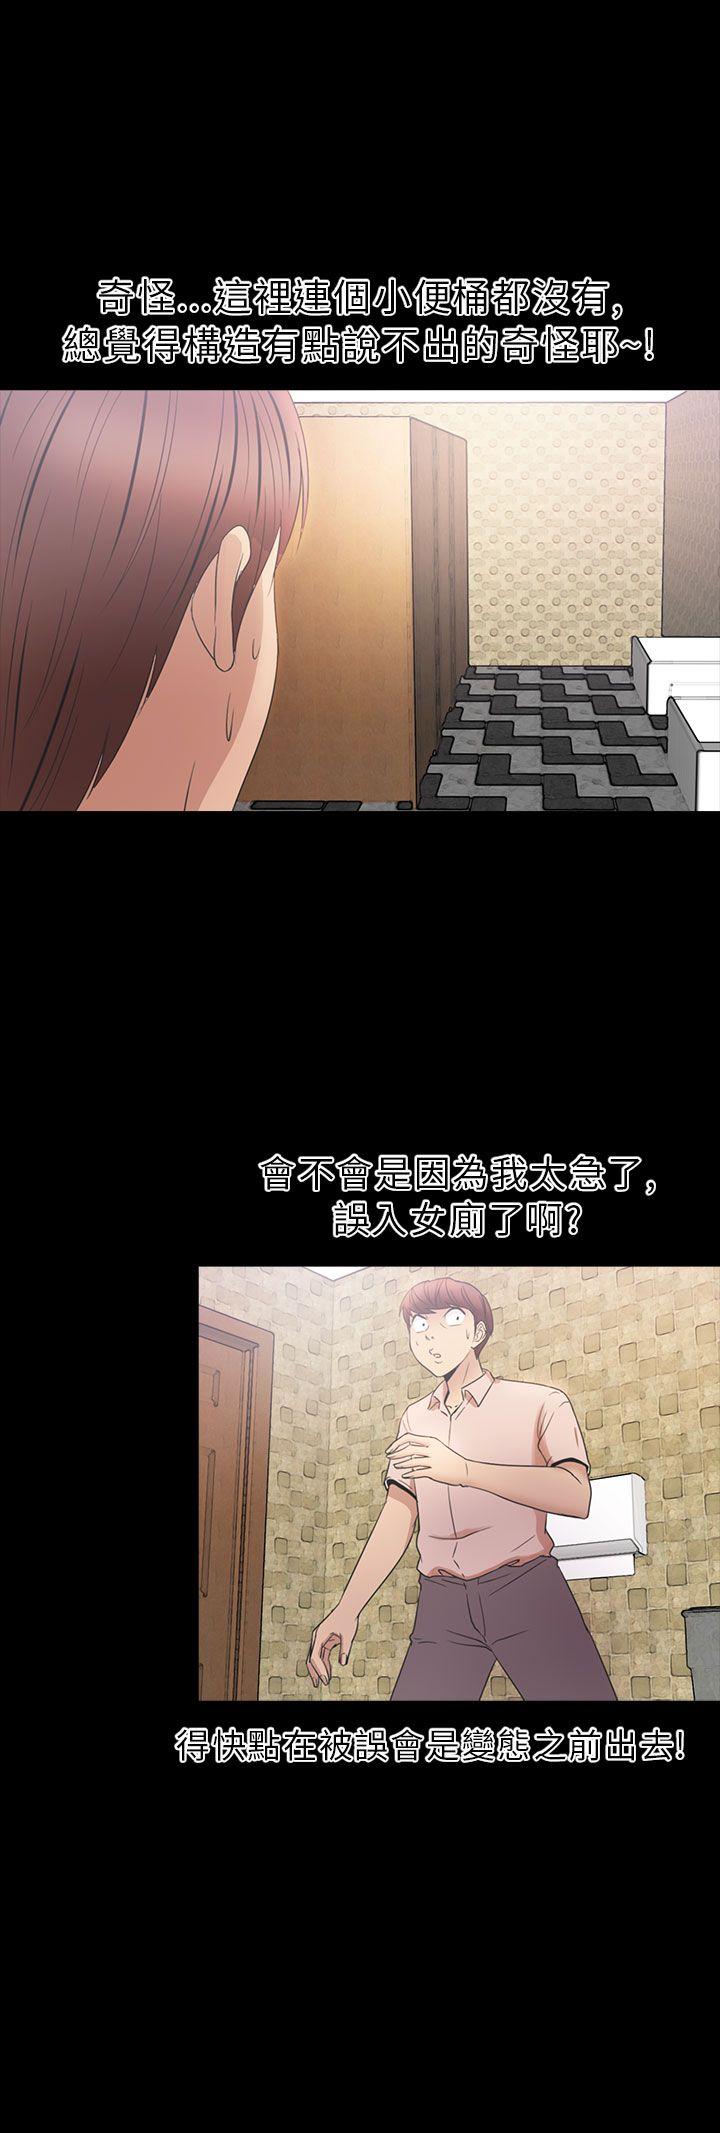 奇怪...這裡連個小便桶都沒有,
總覺得構造有點說不出的奇怪耶~!
會不會是因為我太急了,
誤入女廁了啊?
得快點在被誤會是變態之前出去!